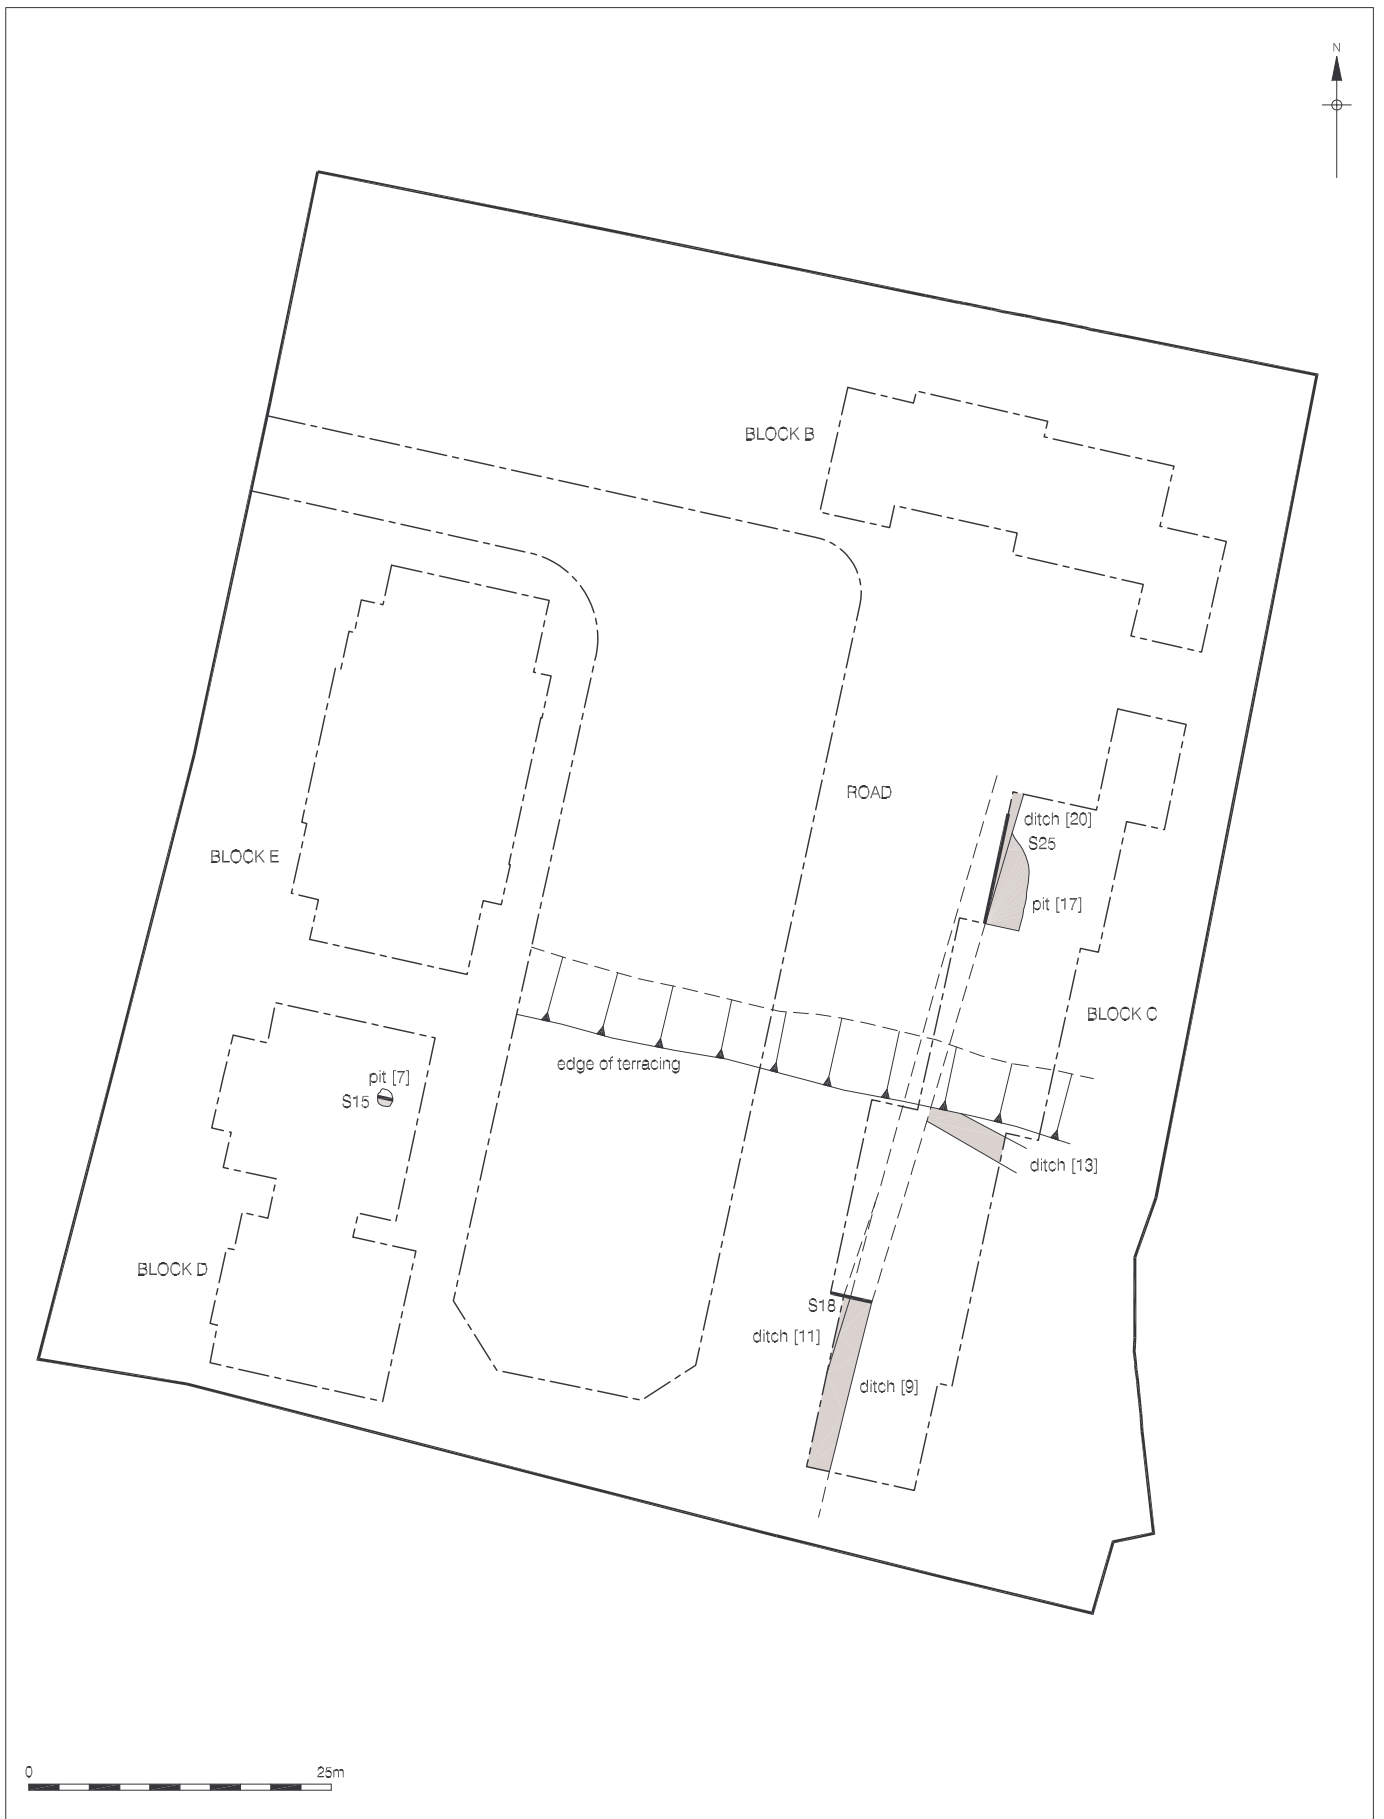 N
BLOCK B
ROAD
ditch [20]
S25
BLOCK E
pit [17]
BLOCK C
edge of terracing
pit [7]
S15
ditch [13]
BLOCK D
S18
ditch [11]
ditch [9]
0 25m